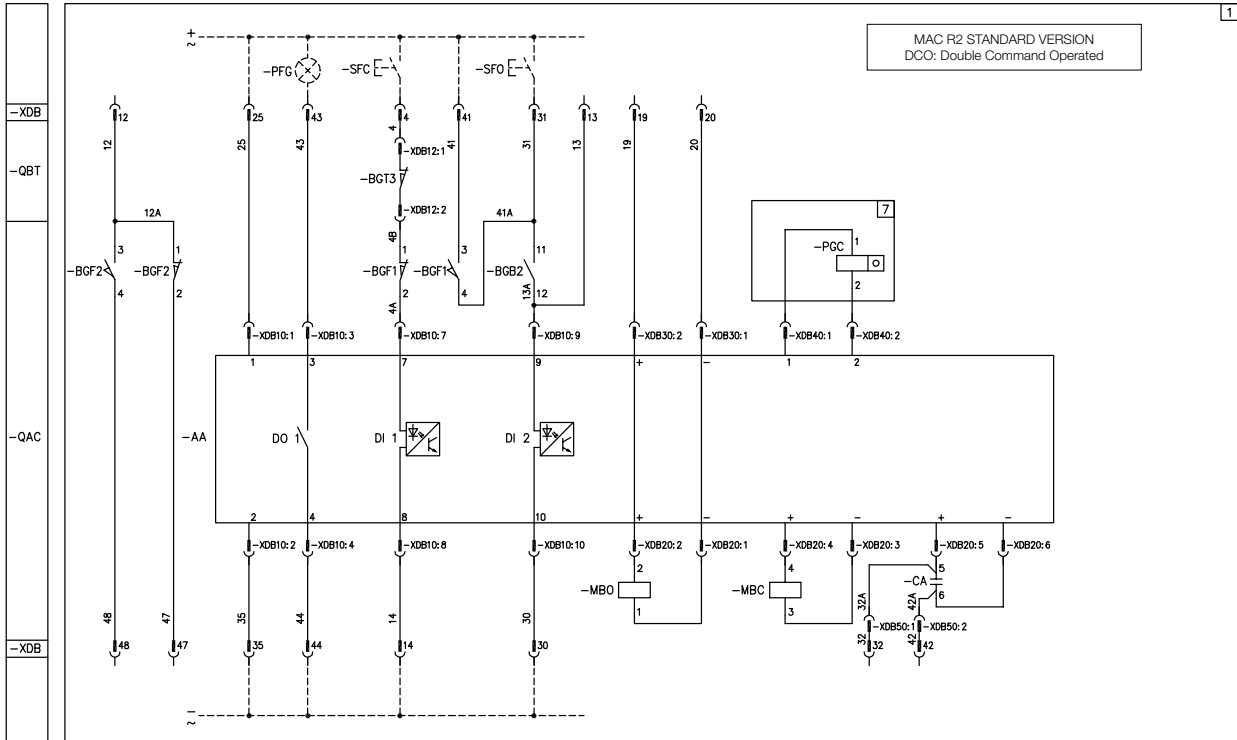 1
MAC R2 STANDARD VERSION
DCO: Double Command Operated
+
~
-PFG
-SFC
-SFO
-XDB
12
25
43
4
41
31
13
19
20
12
25
43
4
41
31
13
19
20
-XDB12:1
-QBT
-BGT3
-XDB12:2
12A
4B
41A
7
-PGC
1
2
3
1
1
3
11
-BGF2
-BGF2
-BGF1
-BGF1
-BGB2
4
2
2
4
13A
12
4A
-XDB10:1
-XDB10:3
-XDB10:7
-XDB10:9
-XDB30:2
-XDB30:1
-XDB40:1
-XDB40:2
1
3
7
9
+
-
1
2
-QAC
-AA
DO 1
DI 1
DI 2
2
4
8
10
+
-
+
-
+
-
-XDB10:2
-XDB10:4
-XDB10:8
-XDB10:10
-XDB20:2
-XDB20:1
-XDB20:4
-XDB20:3
-XDB20:5
-XDB20:6
2
-MBO
1
4
-MBC
3
5
-CA
6
32A
42A
-XDB50:1
-XDB50:2
48
47
35
44
14
30
32
42
-XDB
48
47
35
44
14
30
32
42
-
~